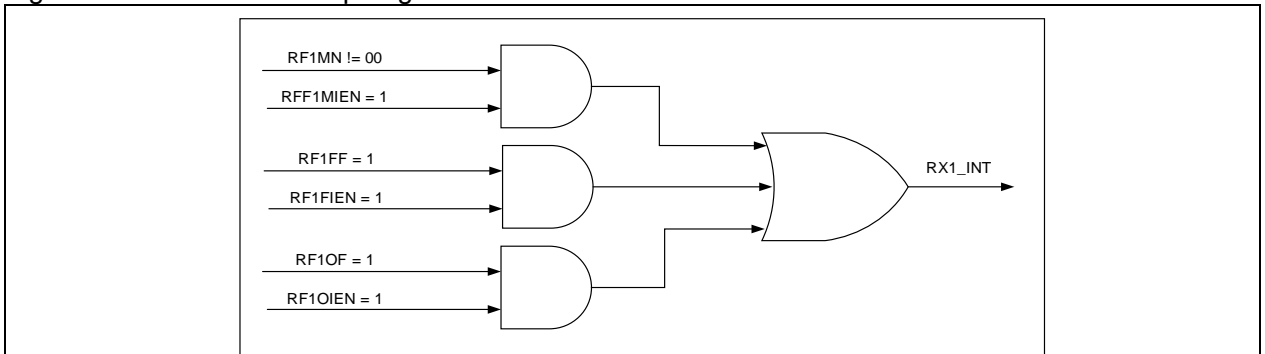 RF1MN != 00
RFF1MIEN = 1
RF1FF = 1
RX1_INT
RF1FIEN = 1
RF1OF = 1
RF1OIEN = 1